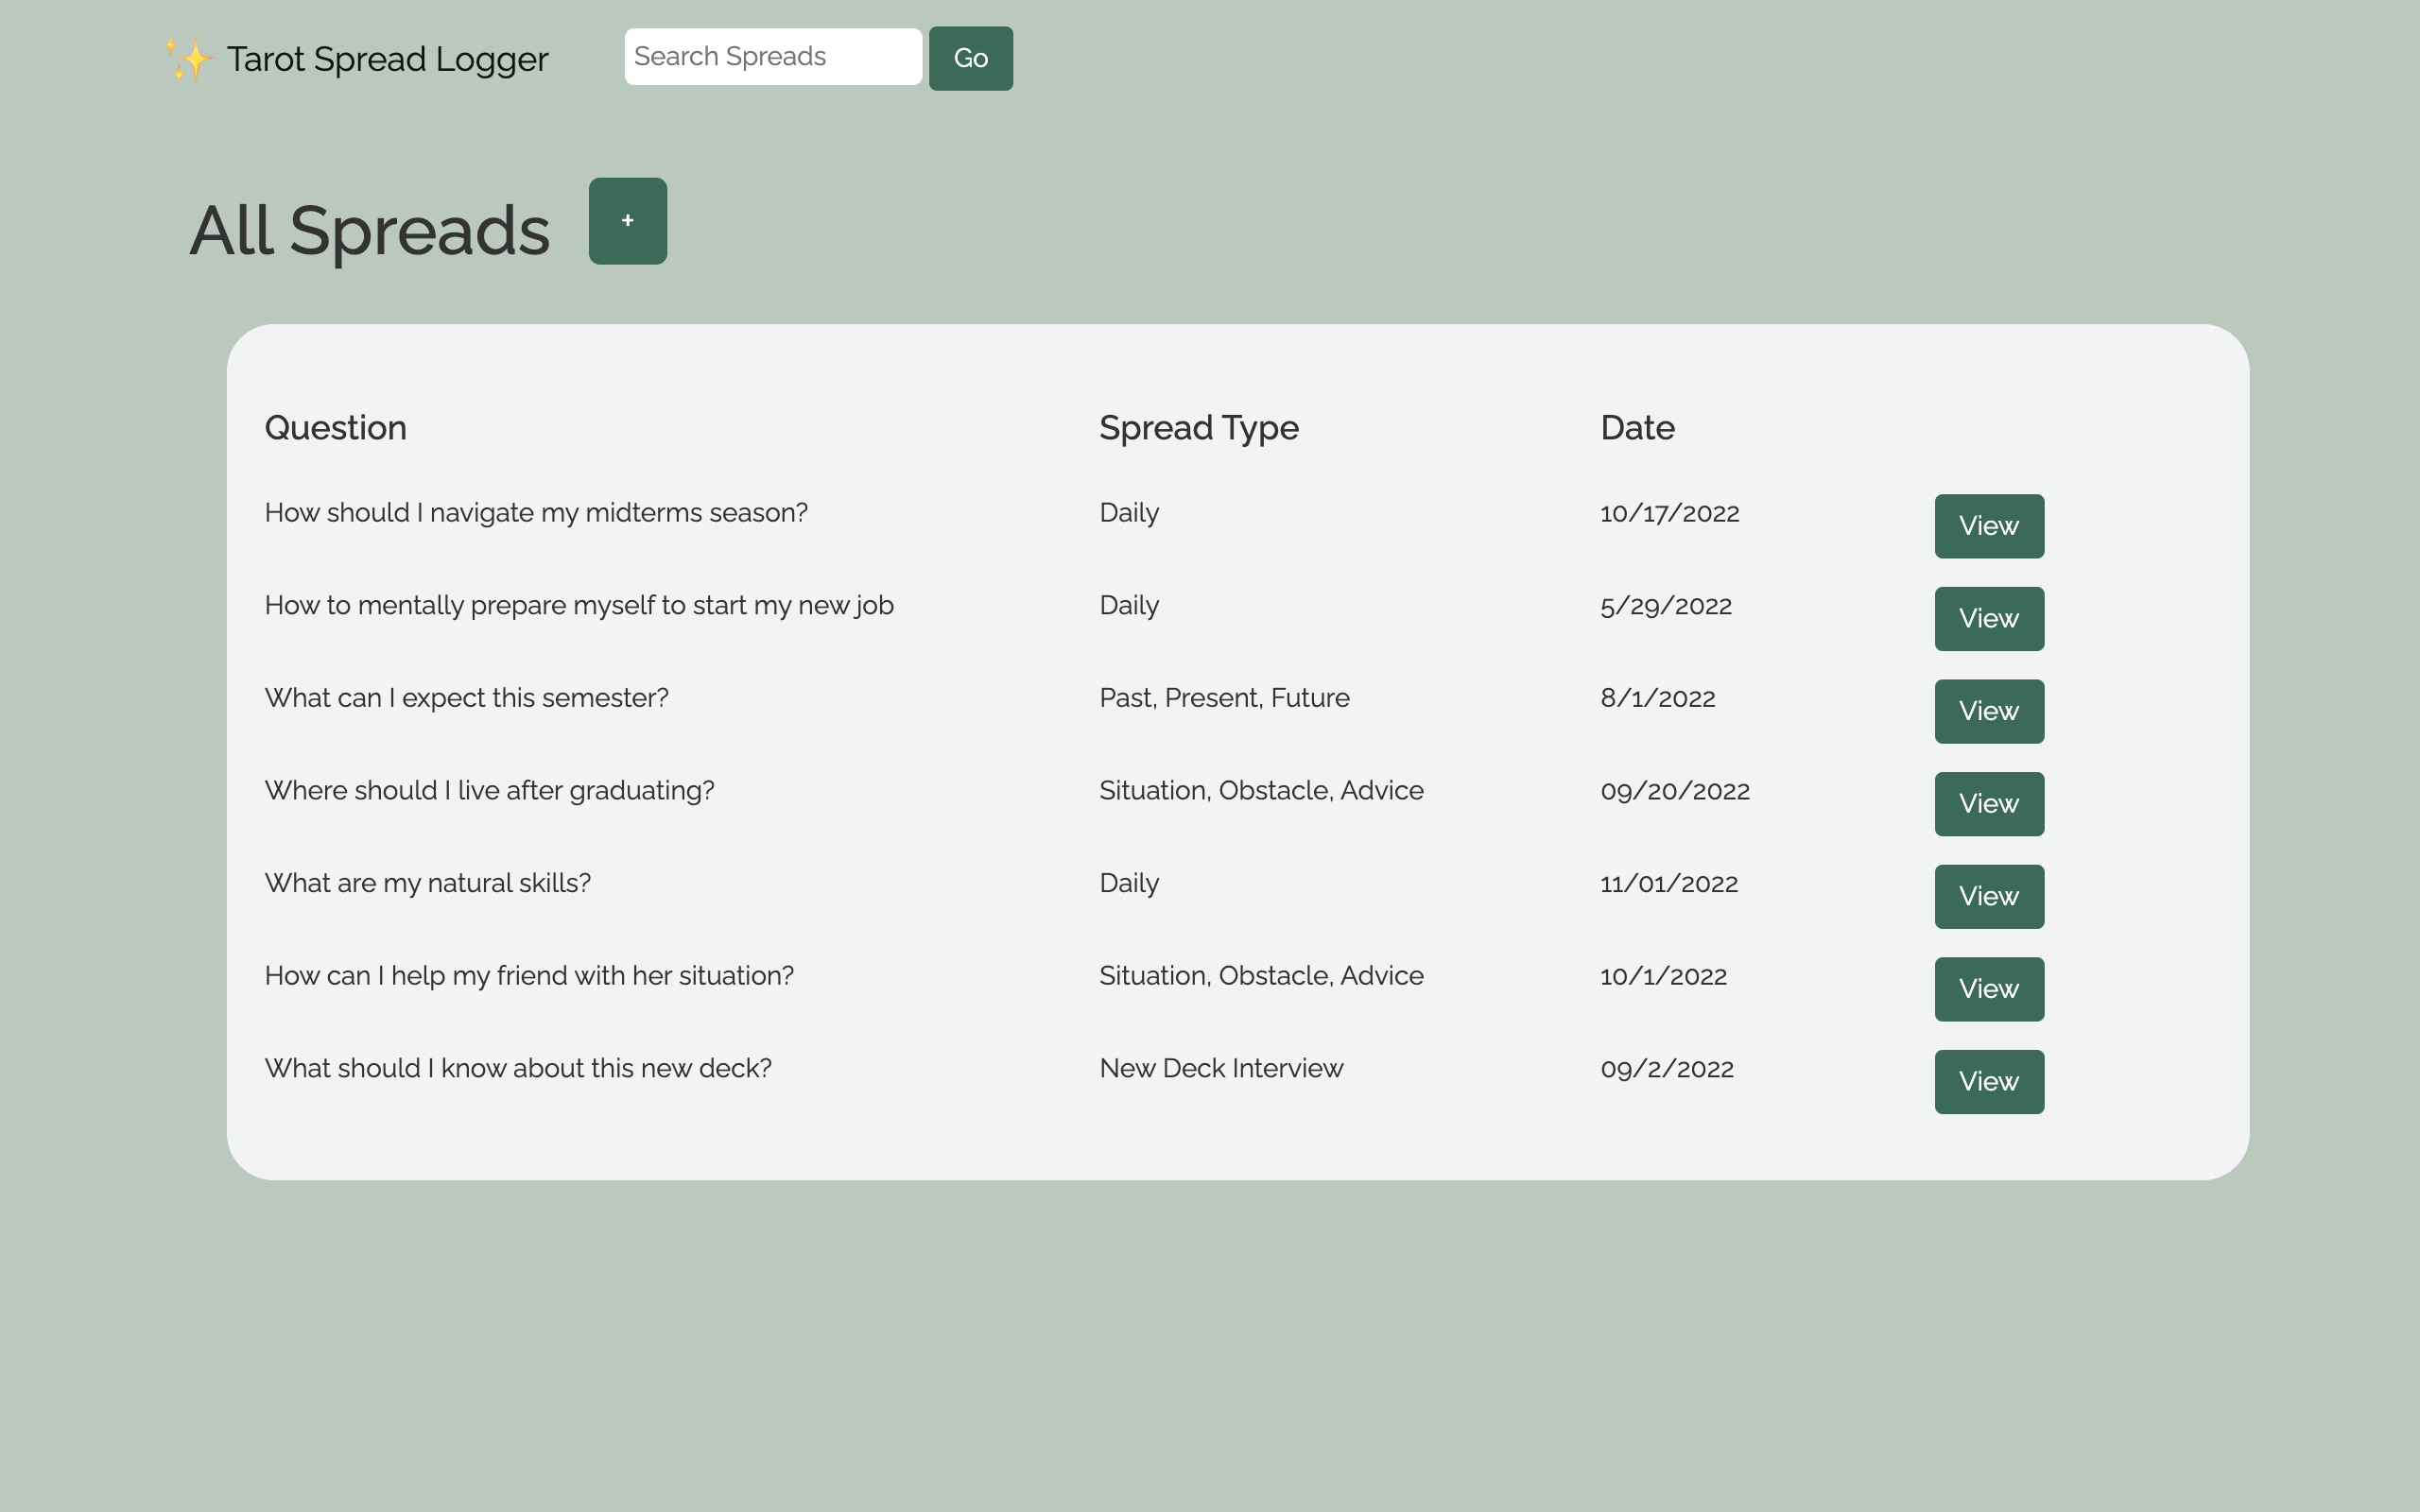 ✨ Tarot Spread Logger Search Spreads Go
All Spreads +
Question Spread Type Date
How should I navigate my midterms season? Daily 10/17/2022 View
How to mentally prepare myself to start my new job Daily 5/29/2022 View
What can I expect this semester? Past, Present, Future 8/1/2022 View
Where should I live after graduating? Situation, Obstacle, Advice 09/20/2022 View
What are my natural skills? Daily 11/01/2022 View
How can I help my friend with her situation? Situation, Obstacle, Advice 10/1/2022 View
What should I know about this new deck? New Deck Interview 09/2/2022 View